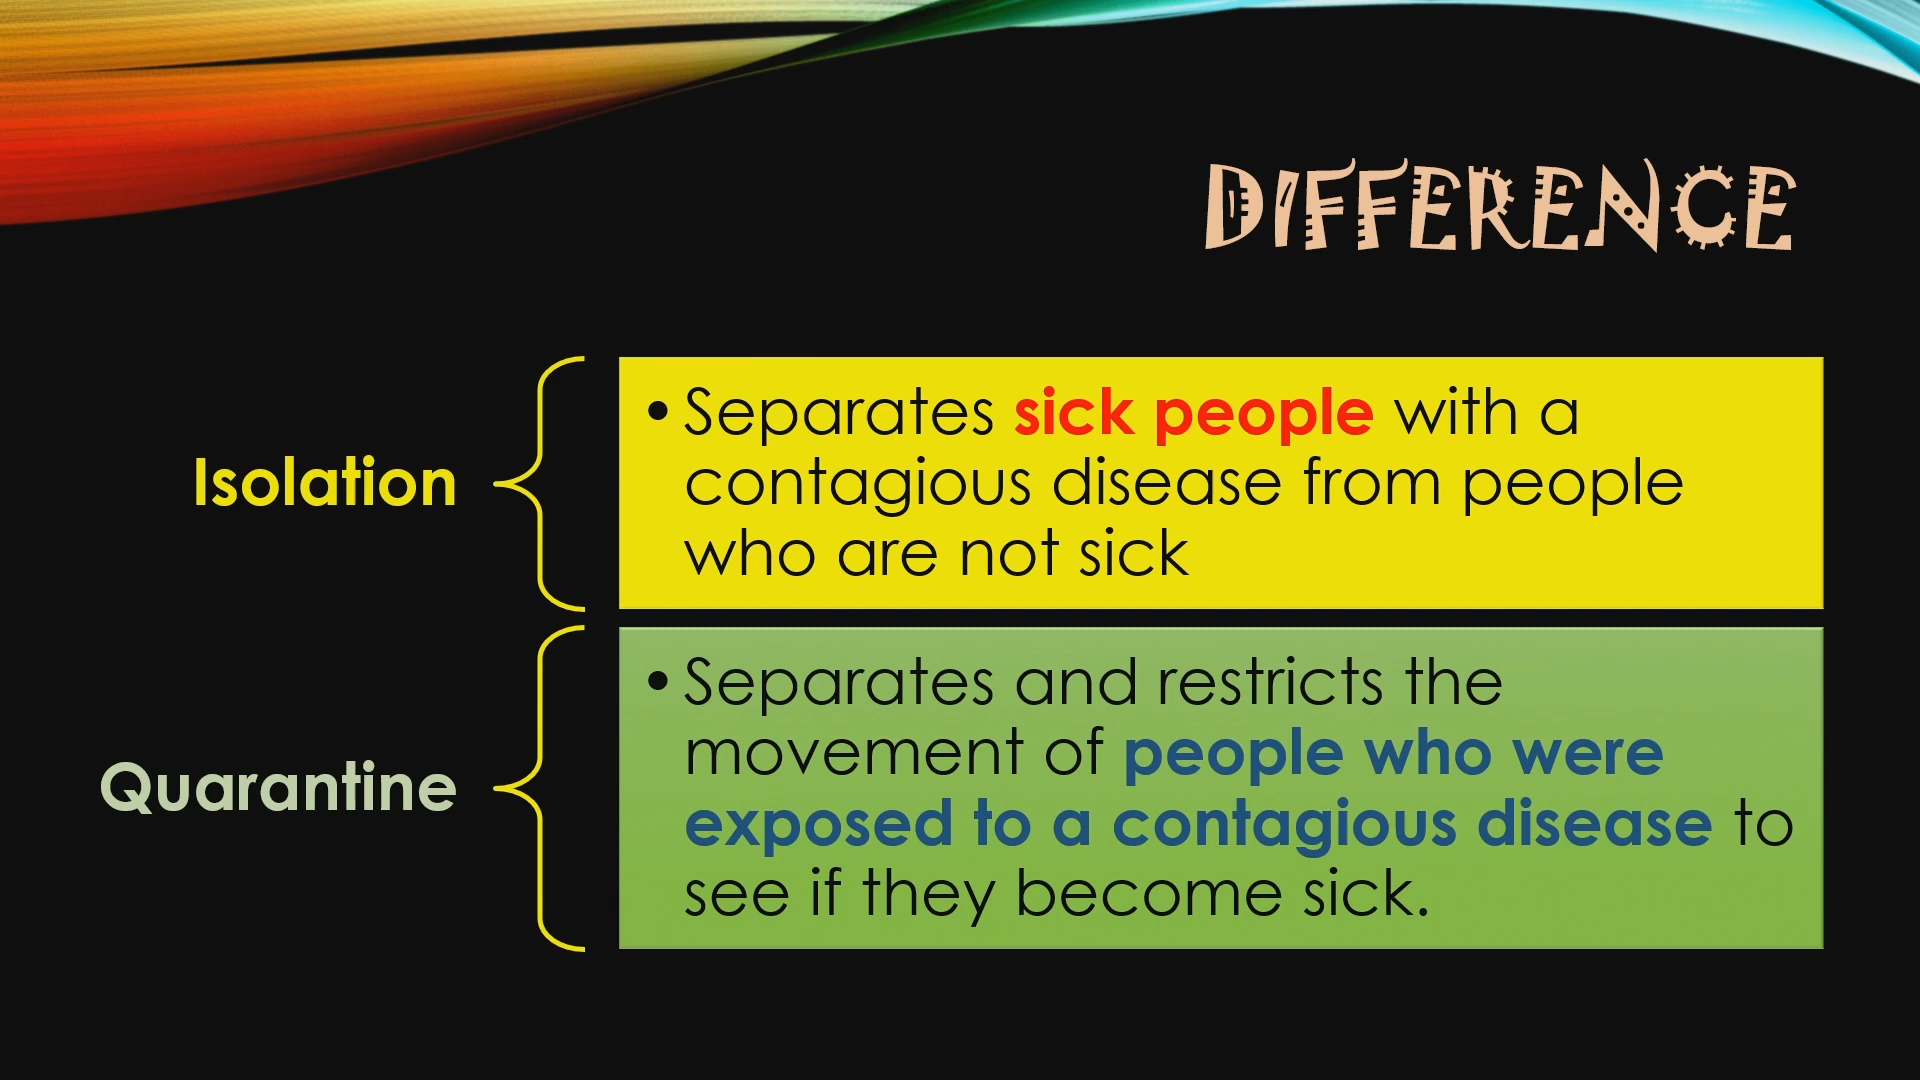 DIFFERENCE
Isolation
• Separates sick people with a
contagious disease from people
who are not sick
Quarantine
• Separates and restricts the
movement of people who were
exposed to a contagious disease to
see if they become sick.